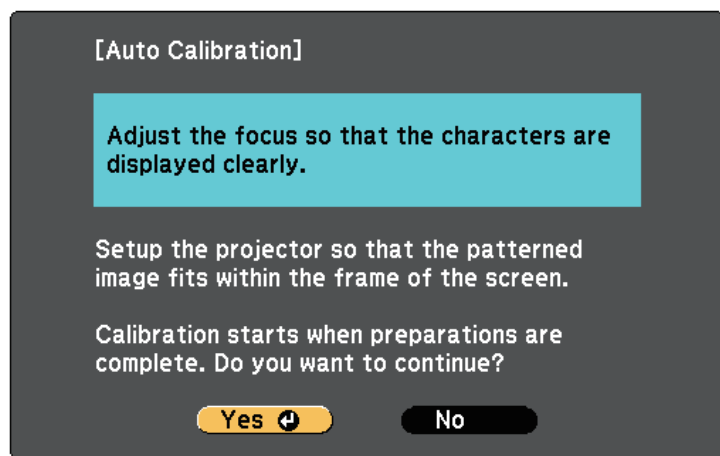 [Auto Calibration]
Adjust the focus so that the characters are
displayed clearly.
Setup the projector so that the patterned
image fits within the frame of the screen.
Calibration starts when preparations are
complete. Do you want to continue?
Yes No